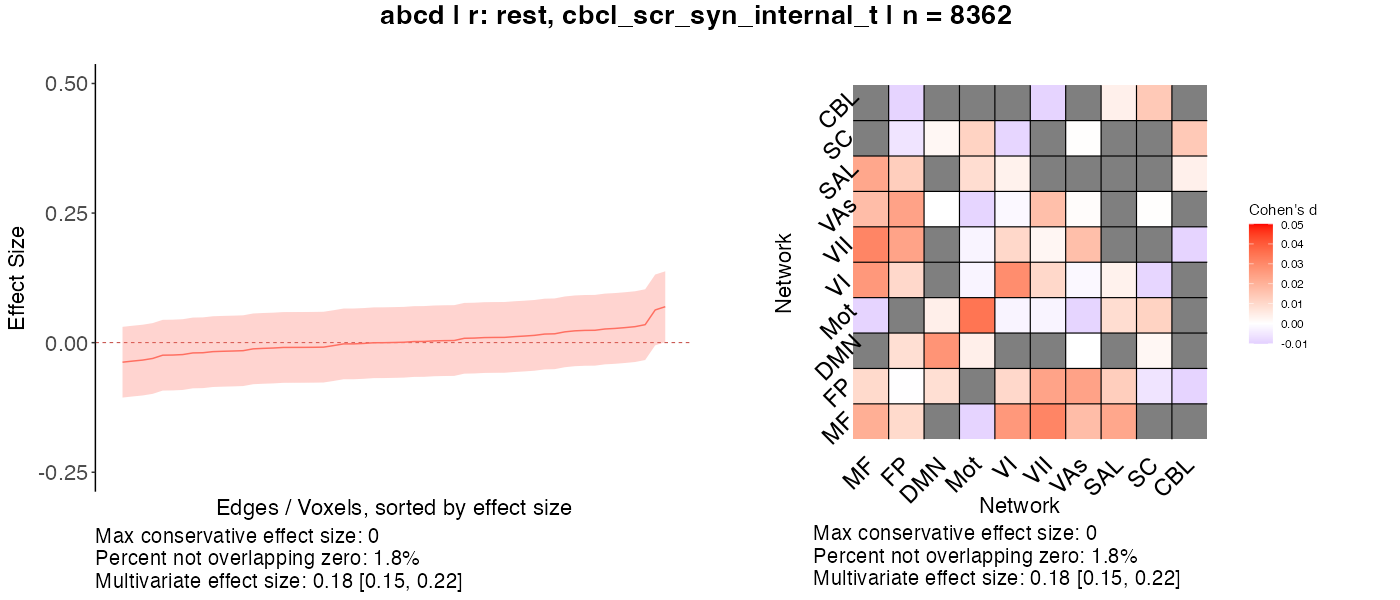 abcd | r: rest, cbcl_scr_syn_internal_t | n = 8362
0.50
0.25
0.00
-0.25
Effect Size
Edges / Voxels, sorted by effect size
Max conservative effect size: 0
Percent not overlapping zero: 1.8%
Multivariate effect size: 0.18 [0.15, 0.22]
Network
CBL
SC
SAL
VAs
VII
VI
Mot
DMN
FP
MF
MF
FP
DMN
Mot
VI
VII
VAs
SAL
SC
CBL
Network
Max conservative effect size: 0
Percent not overlapping zero: 1.8%
Multivariate effect size: 0.18 [0.15, 0.22]
Cohen's d
0.05
0.04
0.03
0.02
0.01
0.00
-0.01